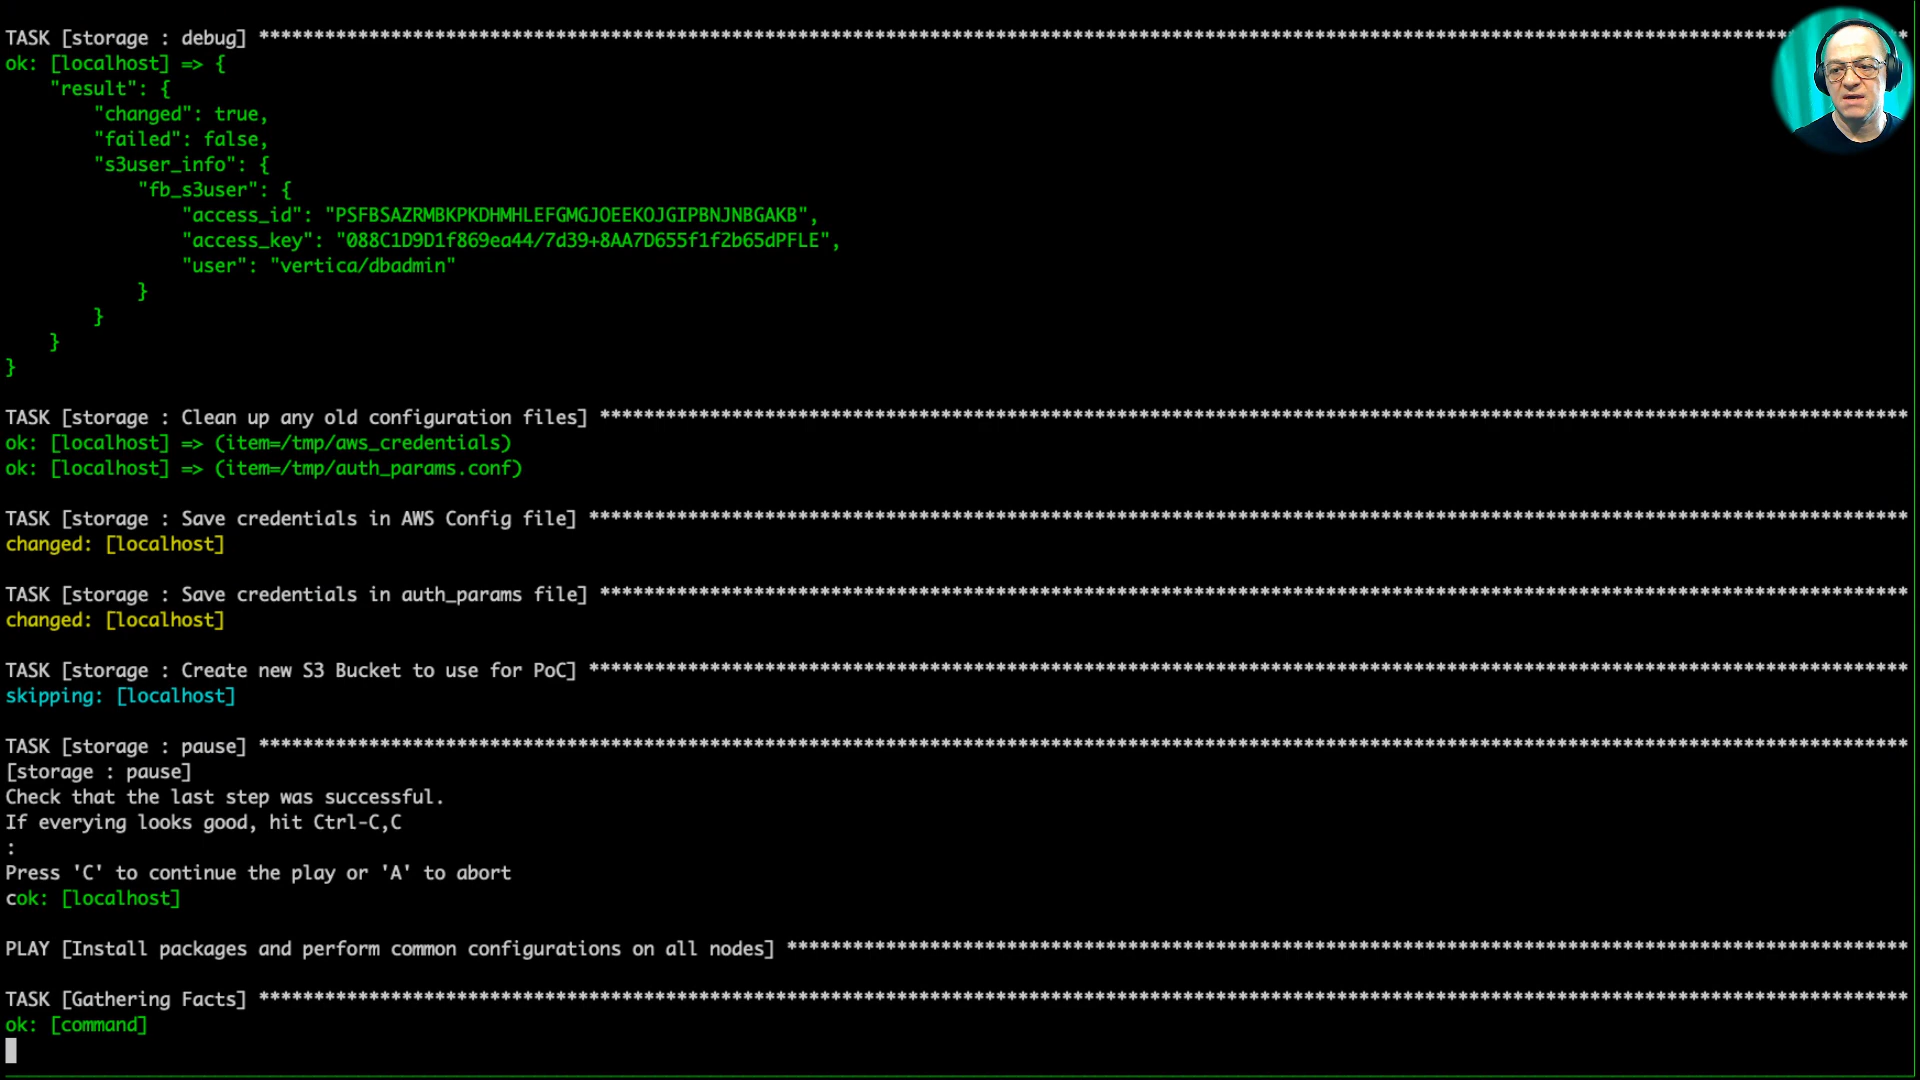 TASK [storage : debug] ****************************************************************************************************************************************************
ok: [localhost] => {
    "result": {
        "changed": true,
        "failed": false,
        "s3user_info": {
            "fb_s3user": {
                "access_id": "PSFBSAZRMBKPKDHMHLEFGMGJOEEKOJGIPBNJNBGAKB",
                "access_key": "088C1D9D1f869ea44/7d39+8AA7D655f1f2b65dPFLE",
                "user": "vertica/dbadmin"
            }
        }
    }
}
TASK [storage : Clean up any old configuration files] ***********************************************************************************************************************
ok: [localhost] => (item=/tmp/aws_credentials)
ok: [localhost] => (item=/tmp/auth_params.conf)
TASK [storage : Save credentials in AWS Config file] ************************************************************************************************************************
changed: [localhost]
TASK [storage : Save credentials in auth_params file] ***********************************************************************************************************************
changed: [localhost]
TASK [storage : Create new S3 Bucket to use for PoC] ************************************************************************************************************************
skipping: [localhost]
TASK [storage : pause] ******************************************************************************************************************************************************
[storage : pause]
Check that the last step was successful.
If everying looks good, hit Ctrl-C,C
:
Press 'C' to continue the play or 'A' to abort
cok: [localhost]
PLAY [Install packages and perform common configurations on all nodes] ******************************************************************************************************
TASK [Gathering Facts] ******************************************************************************************************************************************************
ok: [command]